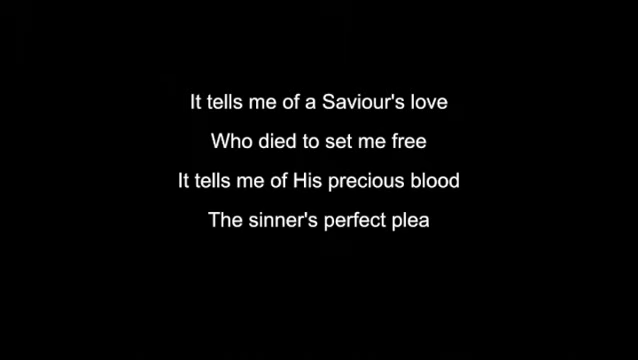 It tells me of a Saviour's love
Who died to set me free
It tells me of His precious blood
The sinner's perfect plea